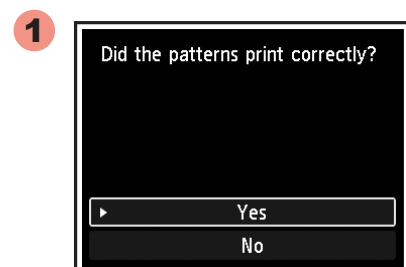 1
Did the patterns print correctly?
Yes
No